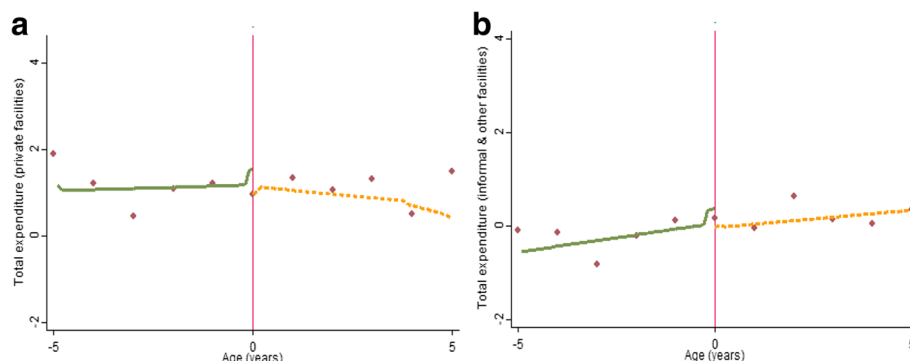 a
Total expenditure (private facilities)
4
2
0
-2
-5
0
5
Age (years)
b
Total expenditure (informal & other facilities)
4
2
0
-2
-5
0
5
Age (years)